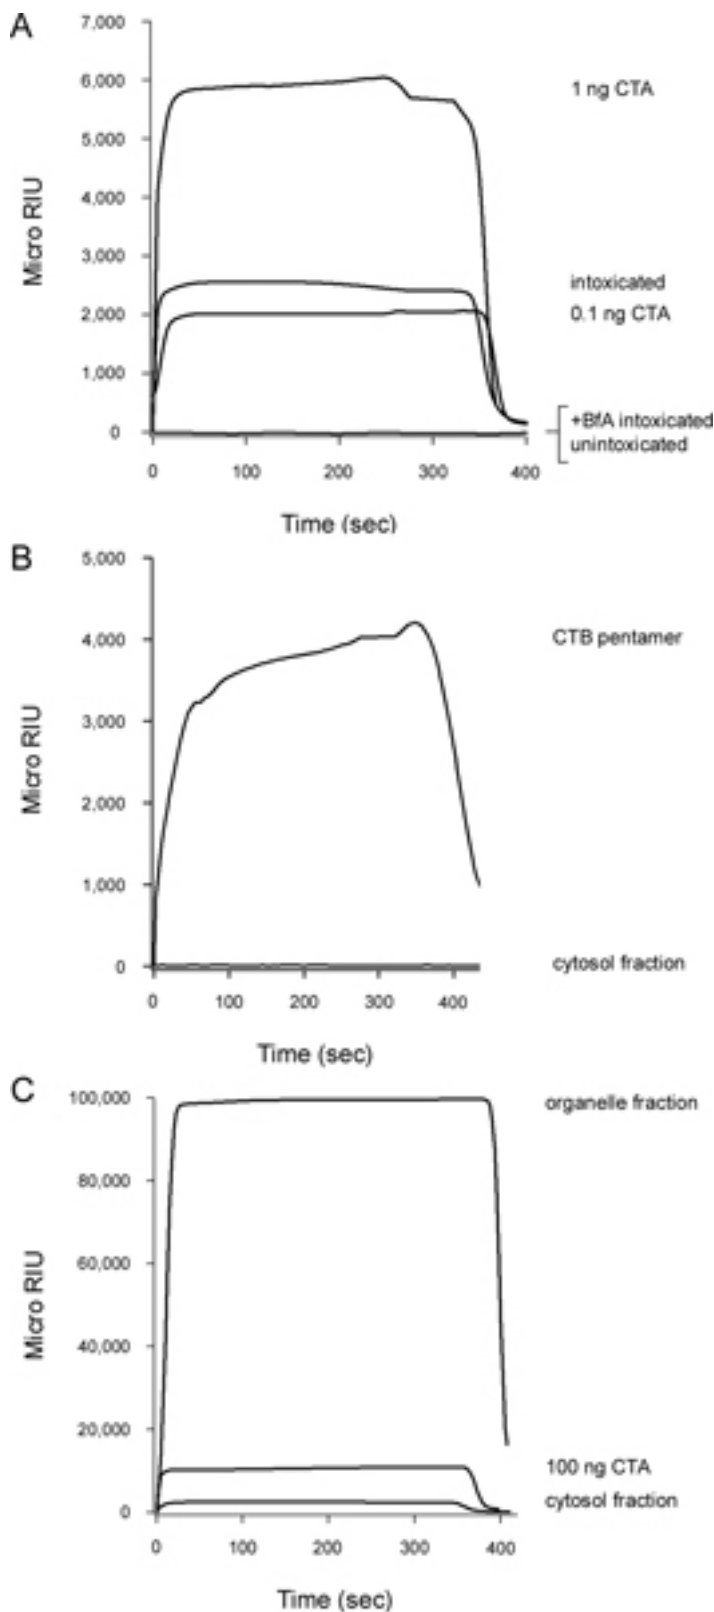 A
7,000
6,000
5,000
4,000
3,000
2,000
1,000
0
Micro RIU
0 100 200 300 400
Time (sec)
1 ng CTA
intoxicated
0.1 ng CTA
+BfA intoxicated
unintoxicated
B
5,000
4,000
3,000
2,000
1,000
0
Micro RIU
0 100 200 300 400
Time (sec)
CTB pentamer
cytosol fraction
C
100,000
80,000
60,000
40,000
20,000
0
Micro RIU
0 100 200 300 400
Time (sec)
organelle fraction
100 ng CTA
cytosol fraction